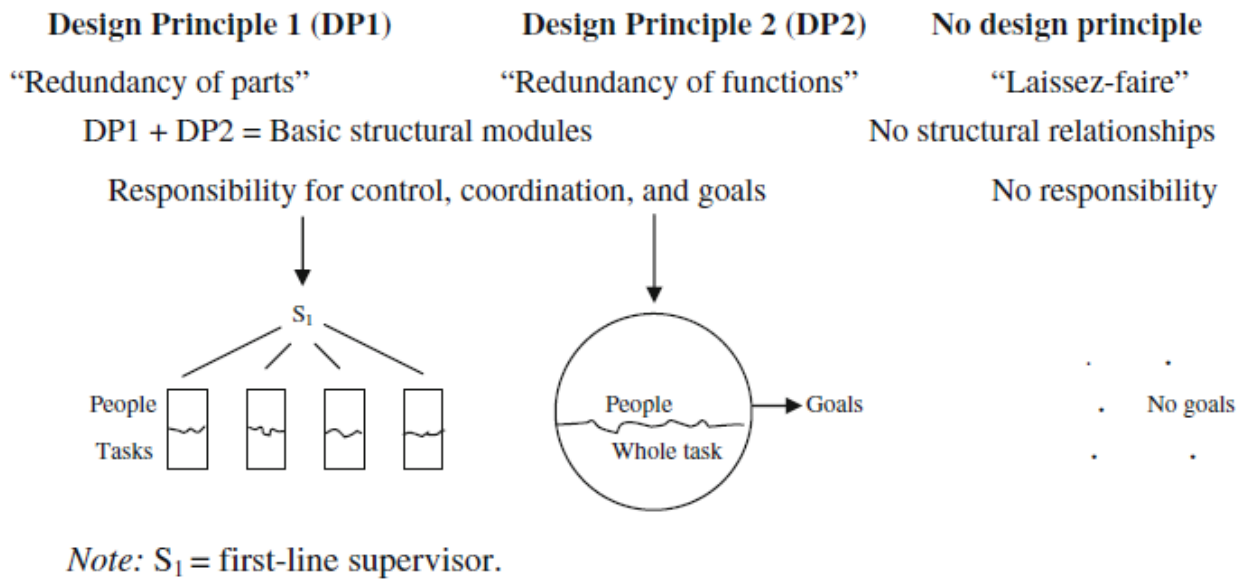 Design Principle 1 (DP1) Design Principle 2 (DP2) No design principle
“Redundancy of parts” “Redundancy of functions” “Laissez-faire”
DP1 + DP2 = Basic structural modules No structural relationships
Responsibility for control, coordination, and goals No responsibility
S₁
People People Goals No goals
Tasks Whole task
Note: S₁ = first-line supervisor.